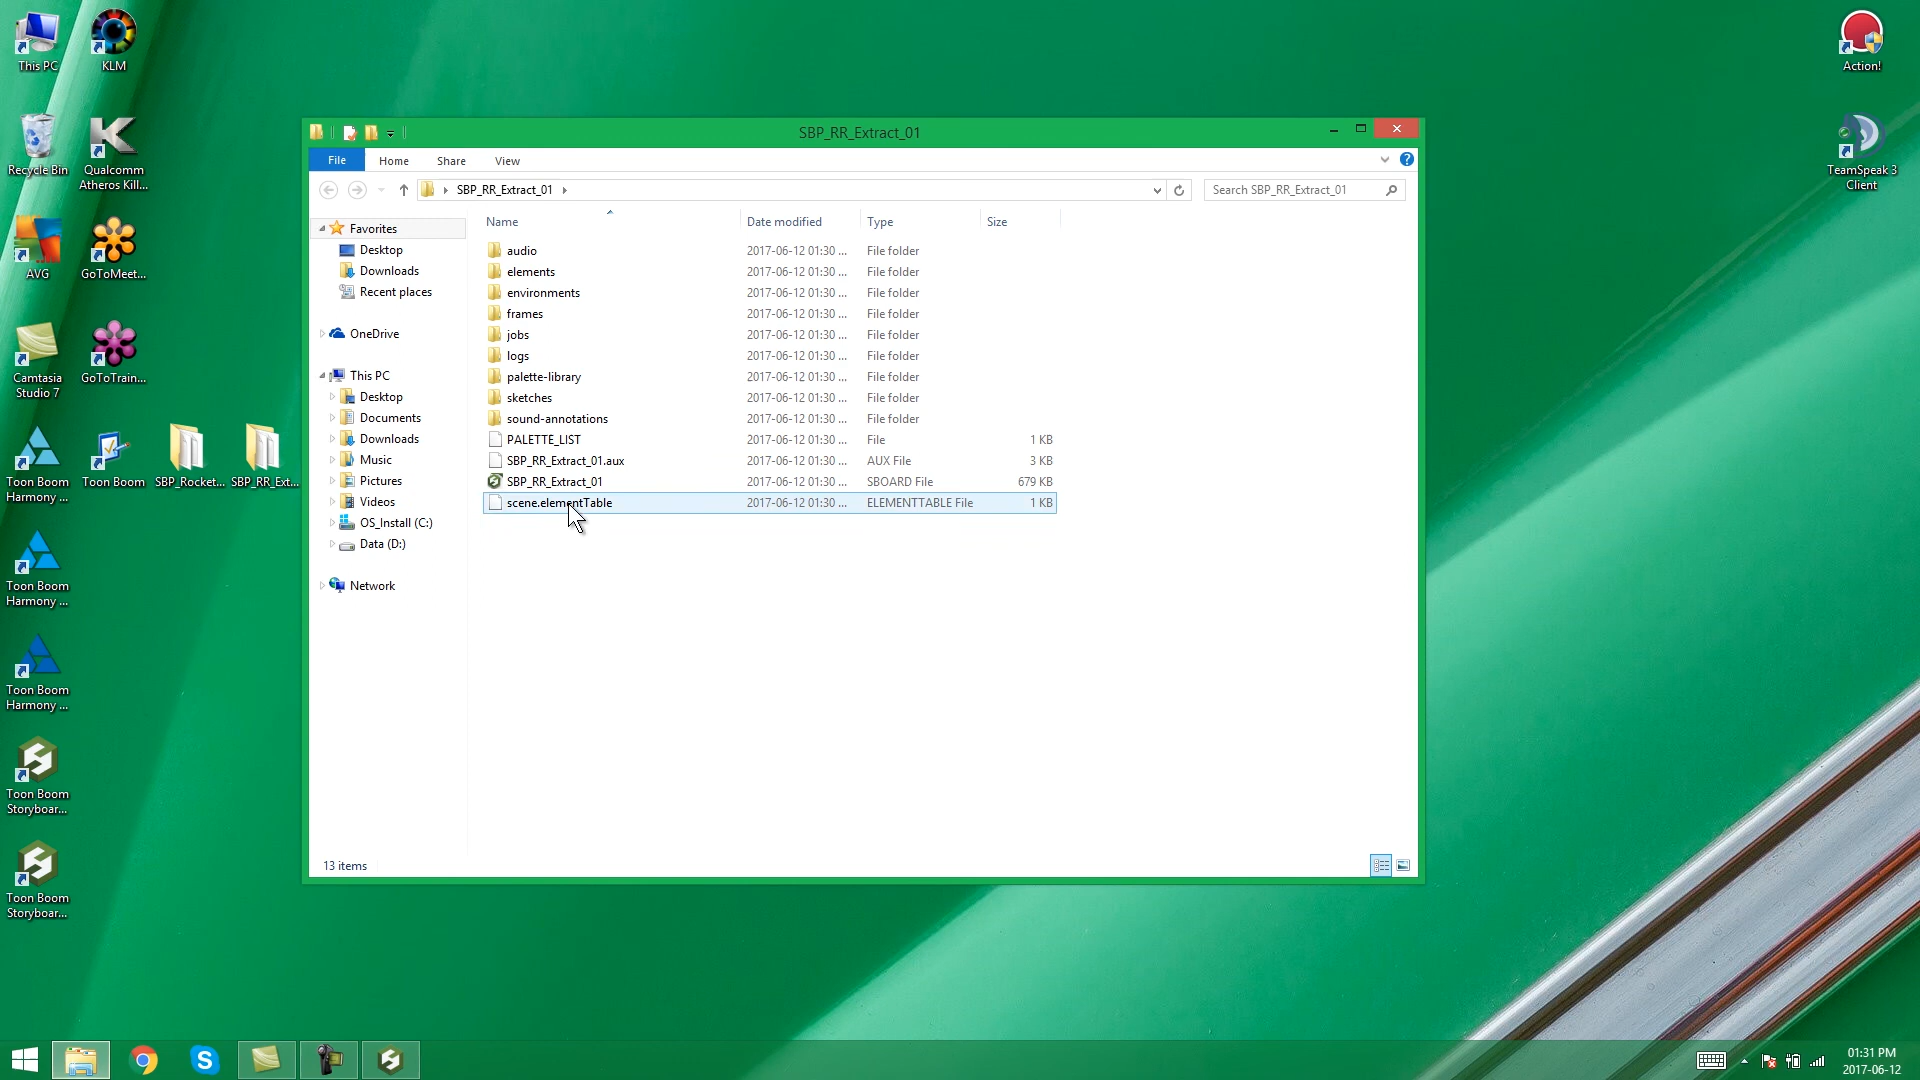 This PC
KLM
Recycle Bin
Qualcomm
Atheros Kill...
AVG
GoToMeet...
Camtasia
Studio 7
GoToTrain...
Toon Boom
Harmony ...
Toon Boom
SBP_Rocket...
SBP_RR_Ext...
Toon Boom
Harmony ...
Toon Boom
Harmony ...
Toon Boom
Storyboar...
Toon Boom
Storyboar...
Action!
TeamSpeak 3
Client
SBP_RR_Extract_01
File Home Share View
SBP_RR_Extract_01
Search SBP_RR_Extract_01
Favorites
Desktop
Downloads
Recent places
OneDrive
This PC
Desktop
Documents
Downloads
Music
Pictures
Videos
OS_Install (C:)
Data (D:)
Network
Name Date modified Type Size
audio 2017-06-12 01:30 ... File folder
elements 2017-06-12 01:30 ... File folder
environments 2017-06-12 01:30 ... File folder
frames 2017-06-12 01:30 ... File folder
jobs 2017-06-12 01:30 ... File folder
logs 2017-06-12 01:30 ... File folder
palette-library 2017-06-12 01:30 ... File folder
sketches 2017-06-12 01:30 ... File folder
sound-annotations 2017-06-12 01:30 ... File folder
PALETTE_LIST 2017-06-12 01:30 ... File 1 KB
SBP_RR_Extract_01.aux 2017-06-12 01:30 ... AUX File 3 KB
SBP_RR_Extract_01 2017-06-12 01:30 ... SBOARD File 679 KB
scene.elementTable 2017-06-12 01:30 ... ELEMENTTABLE File 1 KB
13 items
01:31 PM
2017-06-12